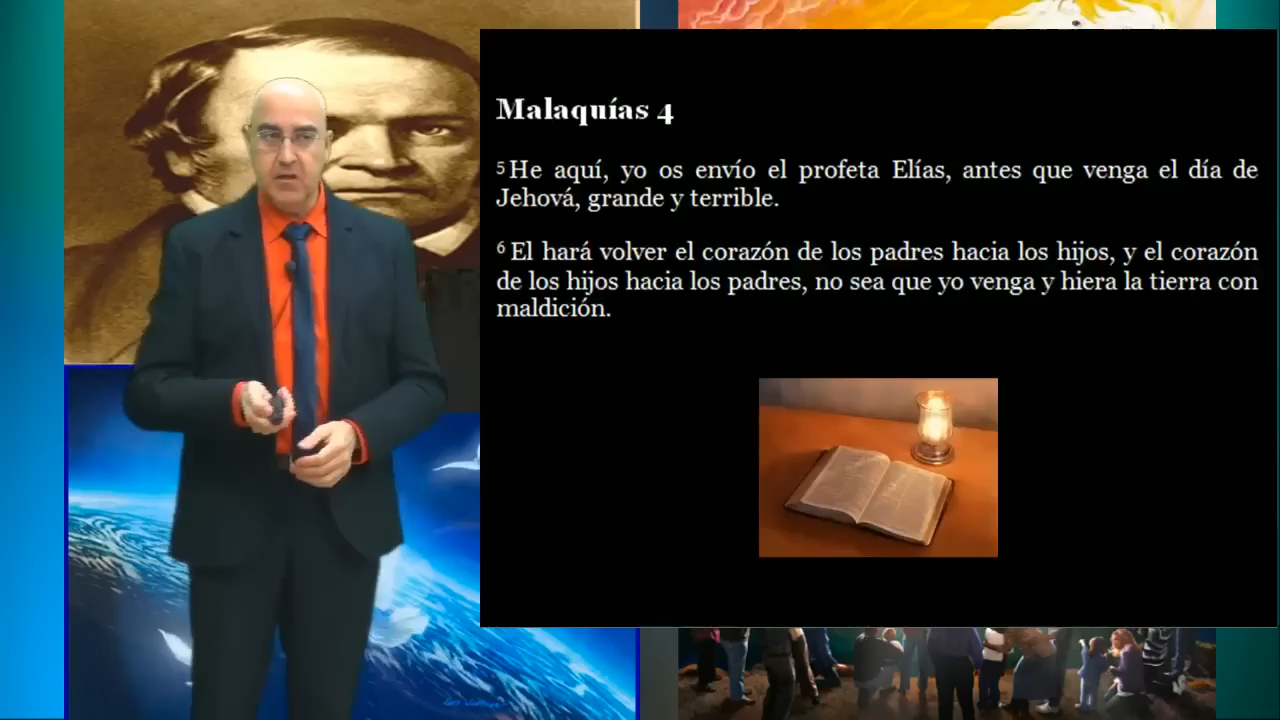 Malaquías 4
5 He aquí, yo os envío el profeta Elías, antes que venga el día de
Jehová, grande y terrible.
6 El hará volver el corazón de los padres hacia los hijos, y el corazón
de los hijos hacia los padres, no sea que yo venga y hiera la tierra con
maldición.